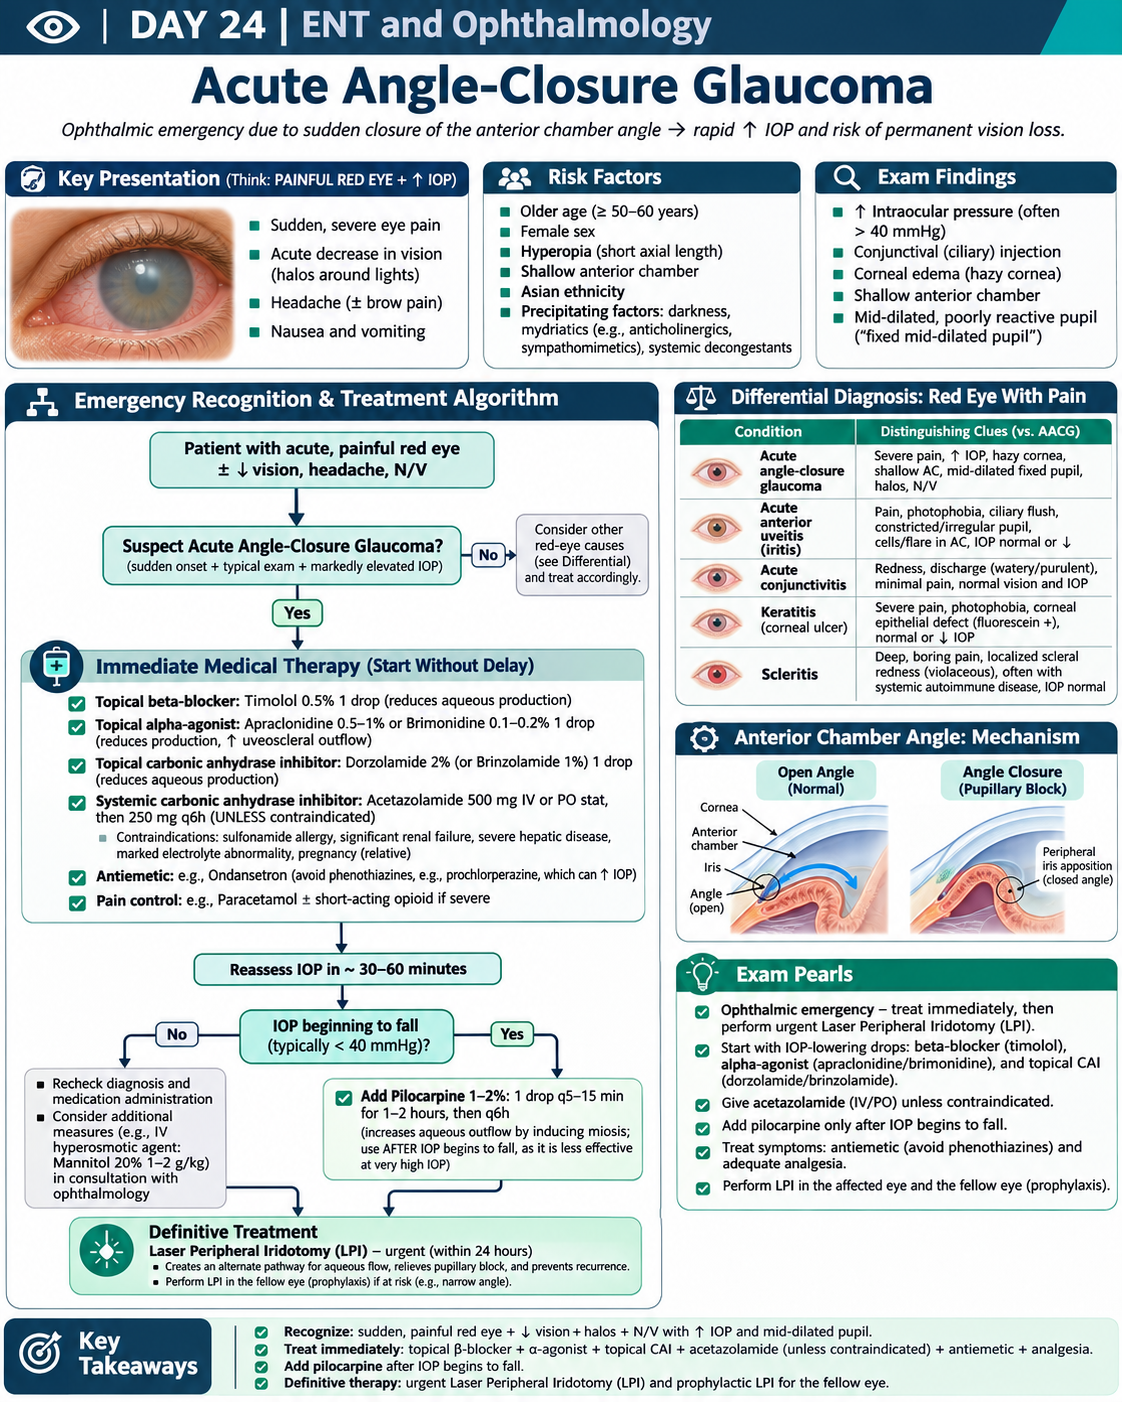 DAY 24 | ENT and Ophthalmology
Acute Angle-Closure Glaucoma
Ophthalmic emergency due to sudden closure of the anterior chamber angle → rapid ↑ IOP and risk of permanent vision loss.
Key Presentation (Think: PAINFUL RED EYE + ↑ IOP)
Sudden, severe eye pain
Acute decrease in vision
(halos around lights)
Headache (± brow pain)
Nausea and vomiting
Risk Factors
Older age (≥ 50–60 years)
Female sex
Hyperopia (short axial length)
Shallow anterior chamber
Asian ethnicity
Precipitating factors: darkness,
mydriatics (e.g., anticholinergics,
sympathomimetics), systemic decongestants
Exam Findings
↑ Intraocular pressure (often
> 40 mmHg)
Conjunctival (ciliary) injection
Corneal edema (hazy cornea)
Shallow anterior chamber
Mid-dilated, poorly reactive pupil
(“fixed mid-dilated pupil”)
Emergency Recognition & Treatment Algorithm
Patient with acute, painful red eye
± ↓ vision, headache, N/V
Suspect Acute Angle-Closure Glaucoma?
(sudden onset + typical exam + markedly elevated IOP)
No
Consider other
red-eye causes
(see Differential)
and treat accordingly.
Yes
Immediate Medical Therapy (Start Without Delay)
Topical beta-blocker: Timolol 0.5% 1 drop (reduces aqueous production)
Topical alpha-agonist: Apraclonidine 0.5–1% or Brimonidine 0.1–0.2% 1 drop
(reduces production, ↑ uveoscleral outflow)
Topical carbonic anhydrase inhibitor: Dorzolamide 2% (or Brinzolamide 1%) 1 drop
(reduces aqueous production)
Systemic carbonic anhydrase inhibitor: Acetazolamide 500 mg IV or PO stat,
then 250 mg q6h (UNLESS contraindicated)
Contraindications: sulfonamide allergy, significant renal failure, severe hepatic disease,
marked electrolyte abnormality, pregnancy (relative)
Antiemetic: e.g., Ondansetron (avoid phenothiazines, e.g., prochlorperazine, which can ↑ IOP)
Pain control: e.g., Paracetamol ± short-acting opioid if severe
Reassess IOP in ~ 30–60 minutes
IOP beginning to fall
(typically < 40 mmHg)?
No
Yes
Recheck diagnosis and
medication administration
Consider additional
measures (e.g., IV
hyperosmotic agent:
Mannitol 20% 1–2 g/kg)
in consultation with
ophthalmology
Add Pilocarpine 1–2%: 1 drop q5–15 min
for 1–2 hours, then q6h
(increases aqueous outflow by inducing miosis;
use AFTER IOP begins to fall, as it is less effective
at very high IOP)
Definitive Treatment
Laser Peripheral Iridotomy (LPI) – urgent (within 24 hours)
Creates an alternate pathway for aqueous flow, relieves pupillary block, and prevents recurrence.
Perform LPI in the fellow eye (prophylaxis) if at risk (e.g., narrow angle).
Differential Diagnosis: Red Eye With Pain
Condition
Distinguishing Clues (vs. AACG)
Acute
angle-closure
glaucoma
Severe pain, ↑ IOP, hazy cornea,
shallow AC, mid-dilated fixed pupil,
halos, N/V
Acute
anterior
uveitis
(iritis)
Pain, photophobia, ciliary flush,
constricted/irregular pupil,
cells/flare in AC, IOP normal or ↓
Acute
conjunctivitis
Redness, discharge (watery/purulent),
minimal pain, normal vision and IOP
Keratitis
(corneal ulcer)
Severe pain, photophobia, corneal
epithelial defect (fluorescein +),
normal or ↓ IOP
Scleritis
Deep, boring pain, localized scleral
redness (violaceous), often with
systemic autoimmune disease, IOP normal
Anterior Chamber Angle: Mechanism
Open Angle
(Normal)
Angle Closure
(Pupillary Block)
Cornea
Anterior
chamber
Iris
Angle
(open)
Peripheral
iris apposition
(closed angle)
Exam Pearls
Ophthalmic emergency – treat immediately, then
perform urgent Laser Peripheral Iridotomy (LPI).
Start with IOP-lowering drops: beta-blocker (timolol),
alpha-agonist (apraclonidine/brimonidine), and topical CAI
(dorzolamide/brinzolamide).
Give acetazolamide (IV/PO) unless contraindicated.
Add pilocarpine only after IOP begins to fall.
Treat symptoms: antiemetic (avoid phenothiazines) and
adequate analgesia.
Perform LPI in the affected eye and the fellow eye (prophylaxis).
Key
Takeaways
Recognize: sudden, painful red eye + ↓ vision + halos + N/V with ↑ IOP and mid-dilated pupil.
Treat immediately: topical β-blocker + α-agonist + topical CAI + acetazolamide (unless contraindicated) + antiemetic + analgesia.
Add pilocarpine after IOP begins to fall.
Definitive therapy: urgent Laser Peripheral Iridotomy (LPI) and prophylactic LPI for the fellow eye.